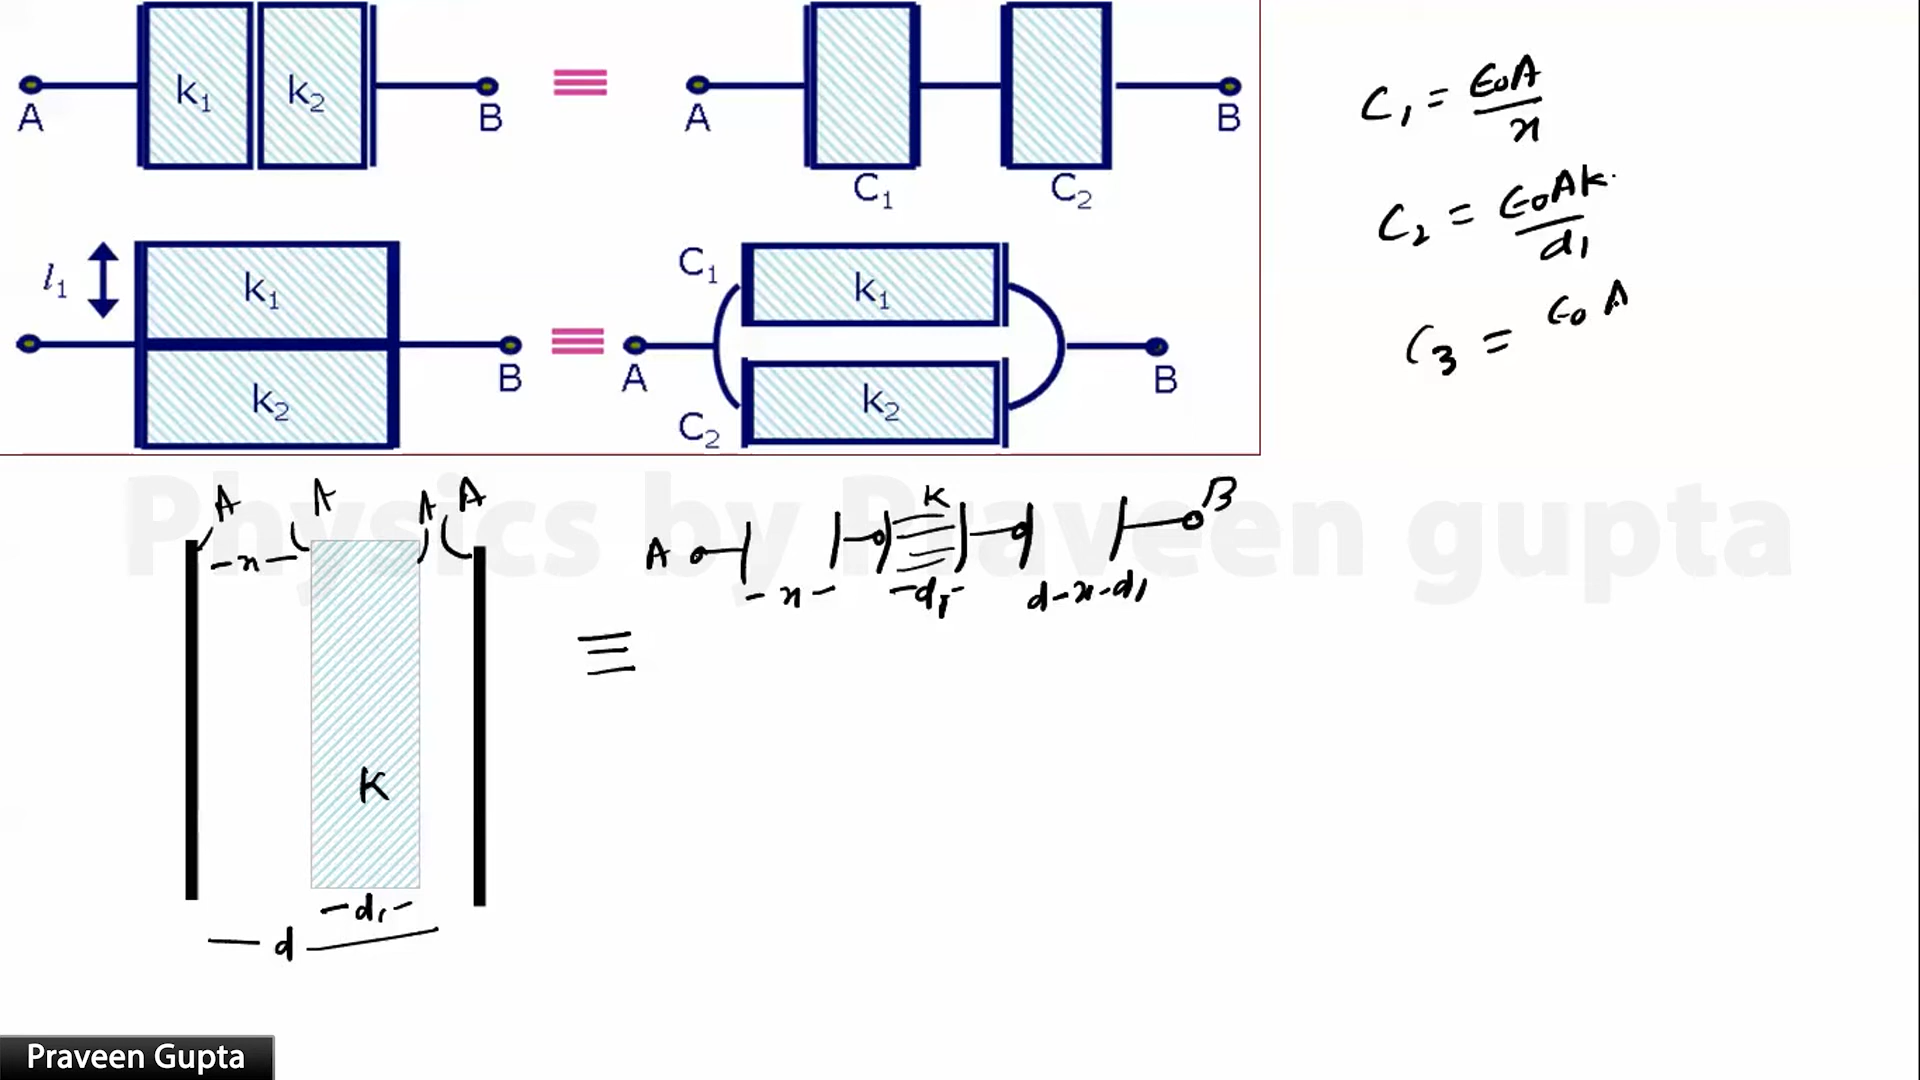 k1 k2 ≡
A B A B
C1 C2
l1 k1 C1 k1
≡
B A B
k2 C2 k2
C1 = ε0A/x
C2 = ε0Ak/d1
C3 = ε0 A
Physics by Praveen gupta
A A A A
-x-
K
-d1-
— d —
≡
A K B
-x- -d1- d-x-d1
Praveen Gupta